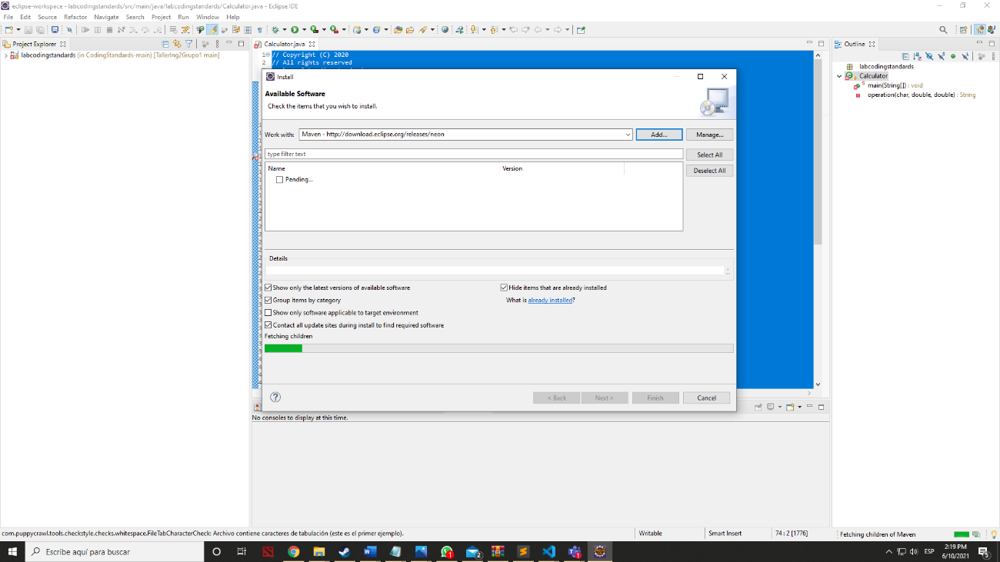 eclipse-workspace - labcodingstandards/src/main/java/labcodingstandards/Calculator.java - Eclipse IDE
File Edit Source Refactor Navigate Search Project Run Window Help
Project Explorer
Calculator.java
Outline
labcodingstandards (in CodingStandards-main) [TallerIng2Grupo1 main]
1 // Copyright (C) 2020
2 // All rights reserved
labcodingstandards
Calculator
main(String[]) : void
operation(char, double, double) : String
Install
Available Software
Check the items that you wish to install.
Work with: Maven - http://download.eclipse.org/releases/neon Add... Manage...
type filter text Select All
Name Version Deselect All
Pending...
Details
Show only the latest versions of available software Hide items that are already installed
Group items by category What is already installed?
Show only software applicable to target environment
Contact all update sites during install to find required software
Fetching children
< Back Next > Finish Cancel
No consoles to display at this time.
com.puppycrawl.tools.checkstyle.checks.whitespace.FileTabCharacterCheck: Archivo contiene caracteres de tabulación (este es el primer ejemplo). Writable Smart Insert 74 : 2 [1776] Fetching children of Maven
Escribe aquí para buscar ESP 2:19 PM
6/10/2021